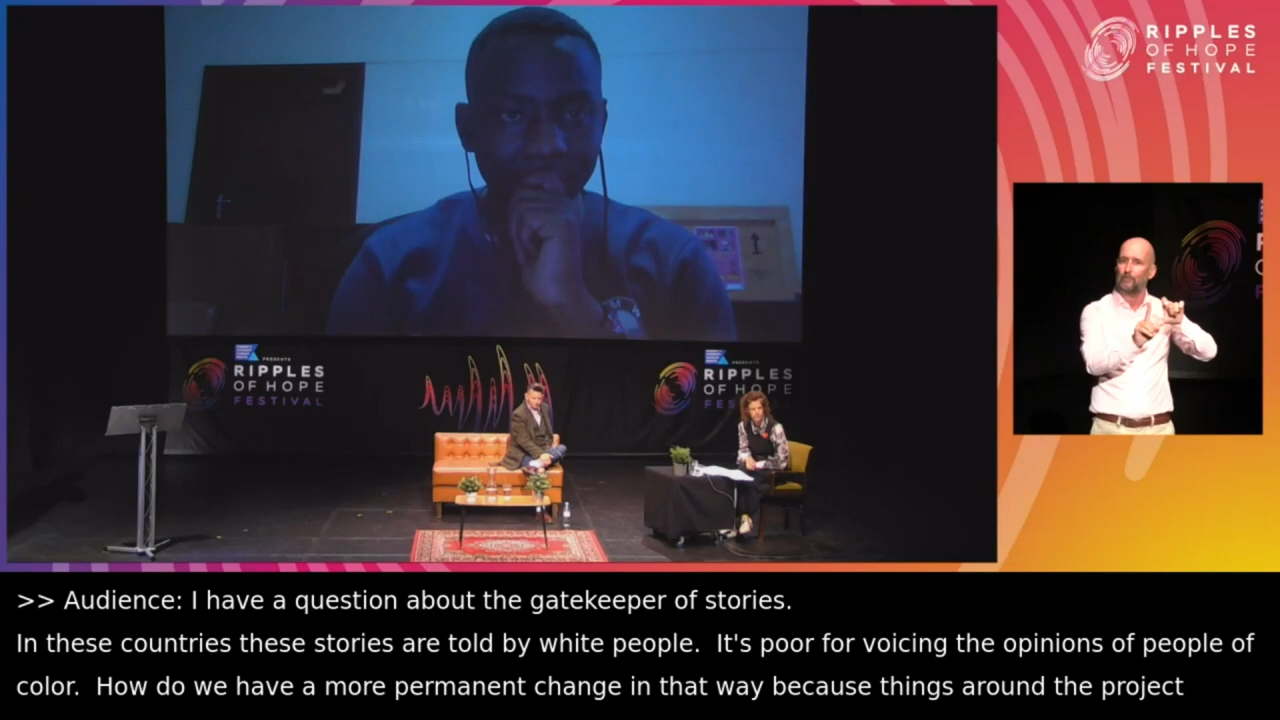 RIPPLES
OF HOPE
FESTIVAL
PRESENTS
RIPPLES
OF HOPE
FESTIVAL
PRESENTS
RIPPLES
OF HOPE
>> Audience: I have a question about the gatekeeper of stories.
In these countries these stories are told by white people.  It's poor for voicing the opinions of people of
color.  How do we have a more permanent change in that way because things around the project